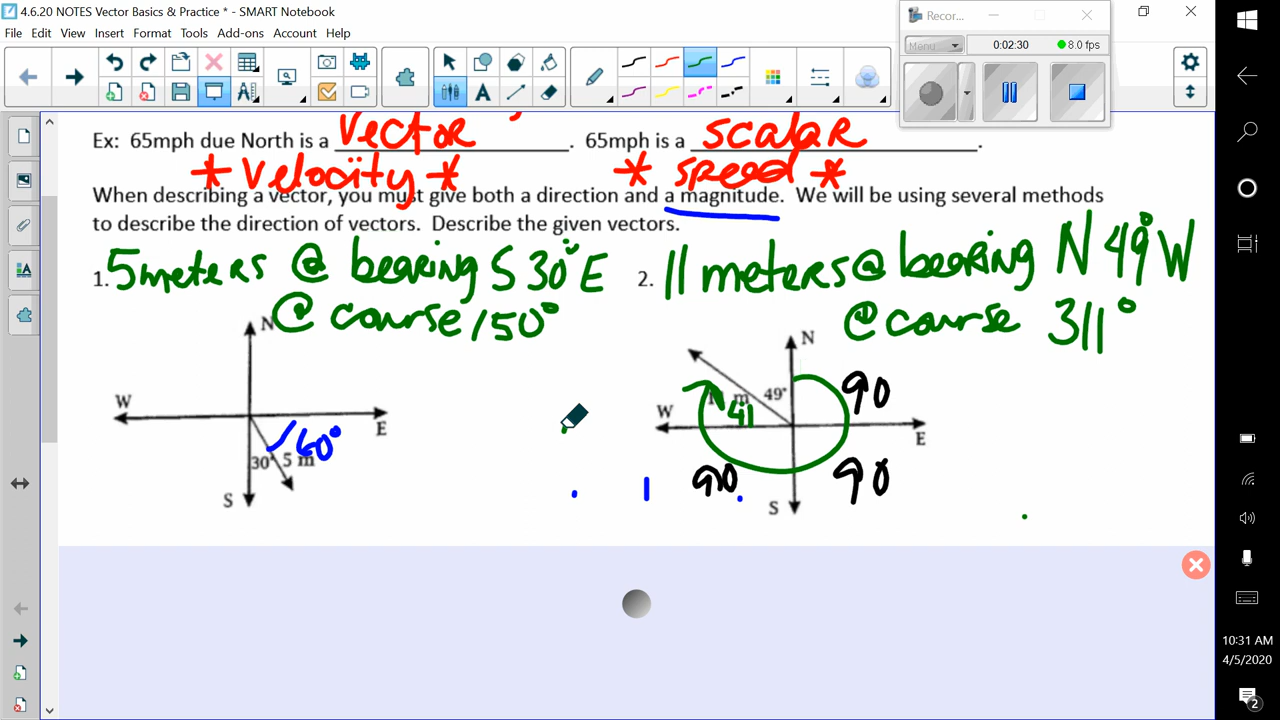 4.6.20 NOTES Vector Basics & Practice * - SMART Notebook
File Edit View Insert Format Tools Add-ons Account Help
Recor...
Menu
0:02:30
8.0 fps
Ex: 65mph due North is a vector. 65mph is a scalar.
* velocity * * speed *
When describing a vector, you must give both a direction and a magnitude. We will be using several methods
to describe the direction of vectors. Describe the given vectors.
1. 5 meters @ bearing S 30° E
@ course 150°
2. 11 meters @ bearing N 49° W
@ course 311°
N
W
E
S
30°
5 m
60°
N
W
E
S
49°
m
41
90
90
90
10:31 AM
4/5/2020
2